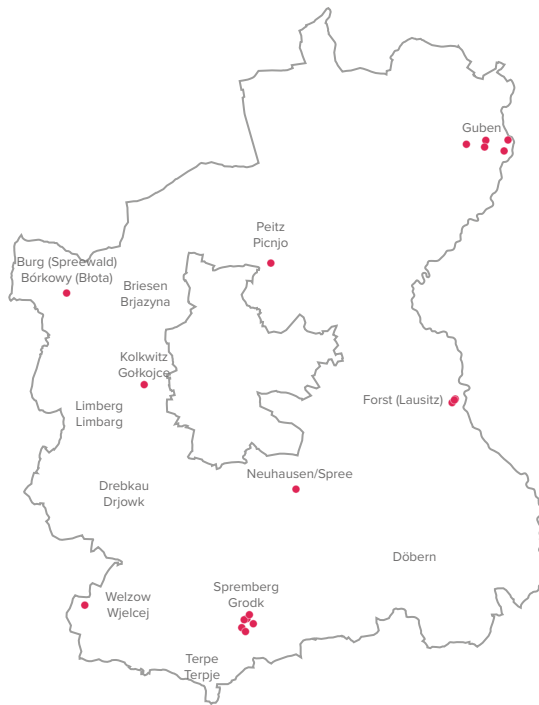 Guben
Peitz
Picnjo
Burg (Spreewald)
Bórkowy (Błota)
Briesen
Brjazyna
Kolkwitz
Gołkojce
Forst (Lausitz)
Limberg
Limbarg
Neuhausen/Spree
Drebkau
Drjowk
Döbern
Spremberg
Grodk
Welzow
Wjelcej
Terpe
Terpje